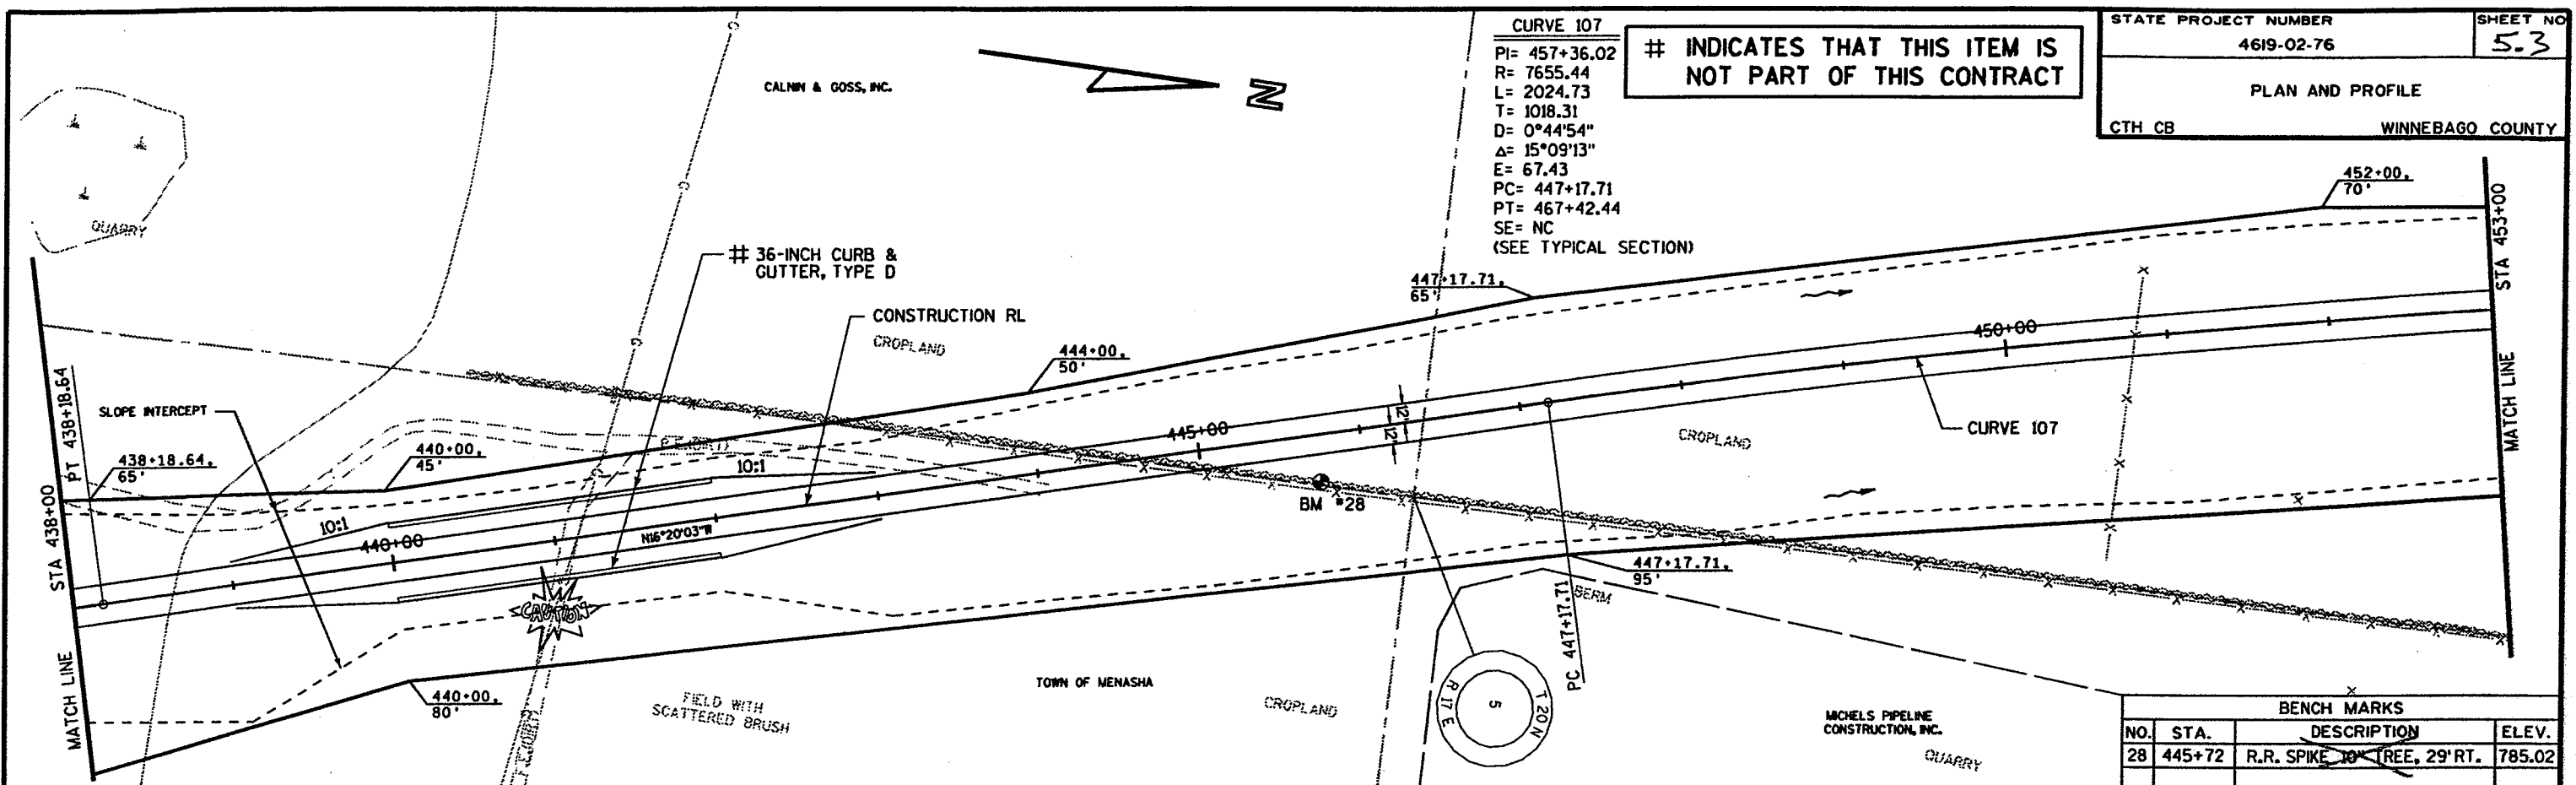 CURVE 107
PI= 457+36.02
R= 7655.44
L= 2024.73
T= 1018.31
D= 0°44'54"
Δ= 15°09'13"
E= 67.43
PC= 447+17.71
PT= 467+42.44
SE= NC
(SEE TYPICAL SECTION)
# INDICATES THAT THIS ITEM IS
NOT PART OF THIS CONTRACT
STATE PROJECT NUMBER
4619-02-76
SHEET NO
5.3
PLAN AND PROFILE
CTH CB
WINNEBAGO COUNTY
CALNIN & GOSS, INC.
N
G
G
G
G
QUARRY
# 36-INCH CURB &
GUTTER, TYPE D
CONSTRUCTION RL
CROPLAND
444+00,
50'
447+17.71,
65'
452+00,
70'
STA 453+00
MATCH LINE
450+00
CURVE 107
CROPLAND
445+00
12'
12'
BM #28
PT 438+18.64
SLOPE INTERCEPT
438+18.64,
65'
440+00,
45'
10:1
10:1
440+00
N16°20'03"W
STA 438+00
MATCH LINE
CAUTION
440+00,
80'
FIELD WITH
SCATTERED BRUSH
TOWN OF MENASHA
CROPLAND
447+17.71,
95'
PC 447+17.71
BERM
R 17 E
T 20 N
5
MICHELS PIPELINE
CONSTRUCTION, INC.
QUARRY
BENCH MARKS
NO. STA. DESCRIPTION ELEV.
28 445+72 R.R. SPIKE 10" TREE, 29' RT. 785.02